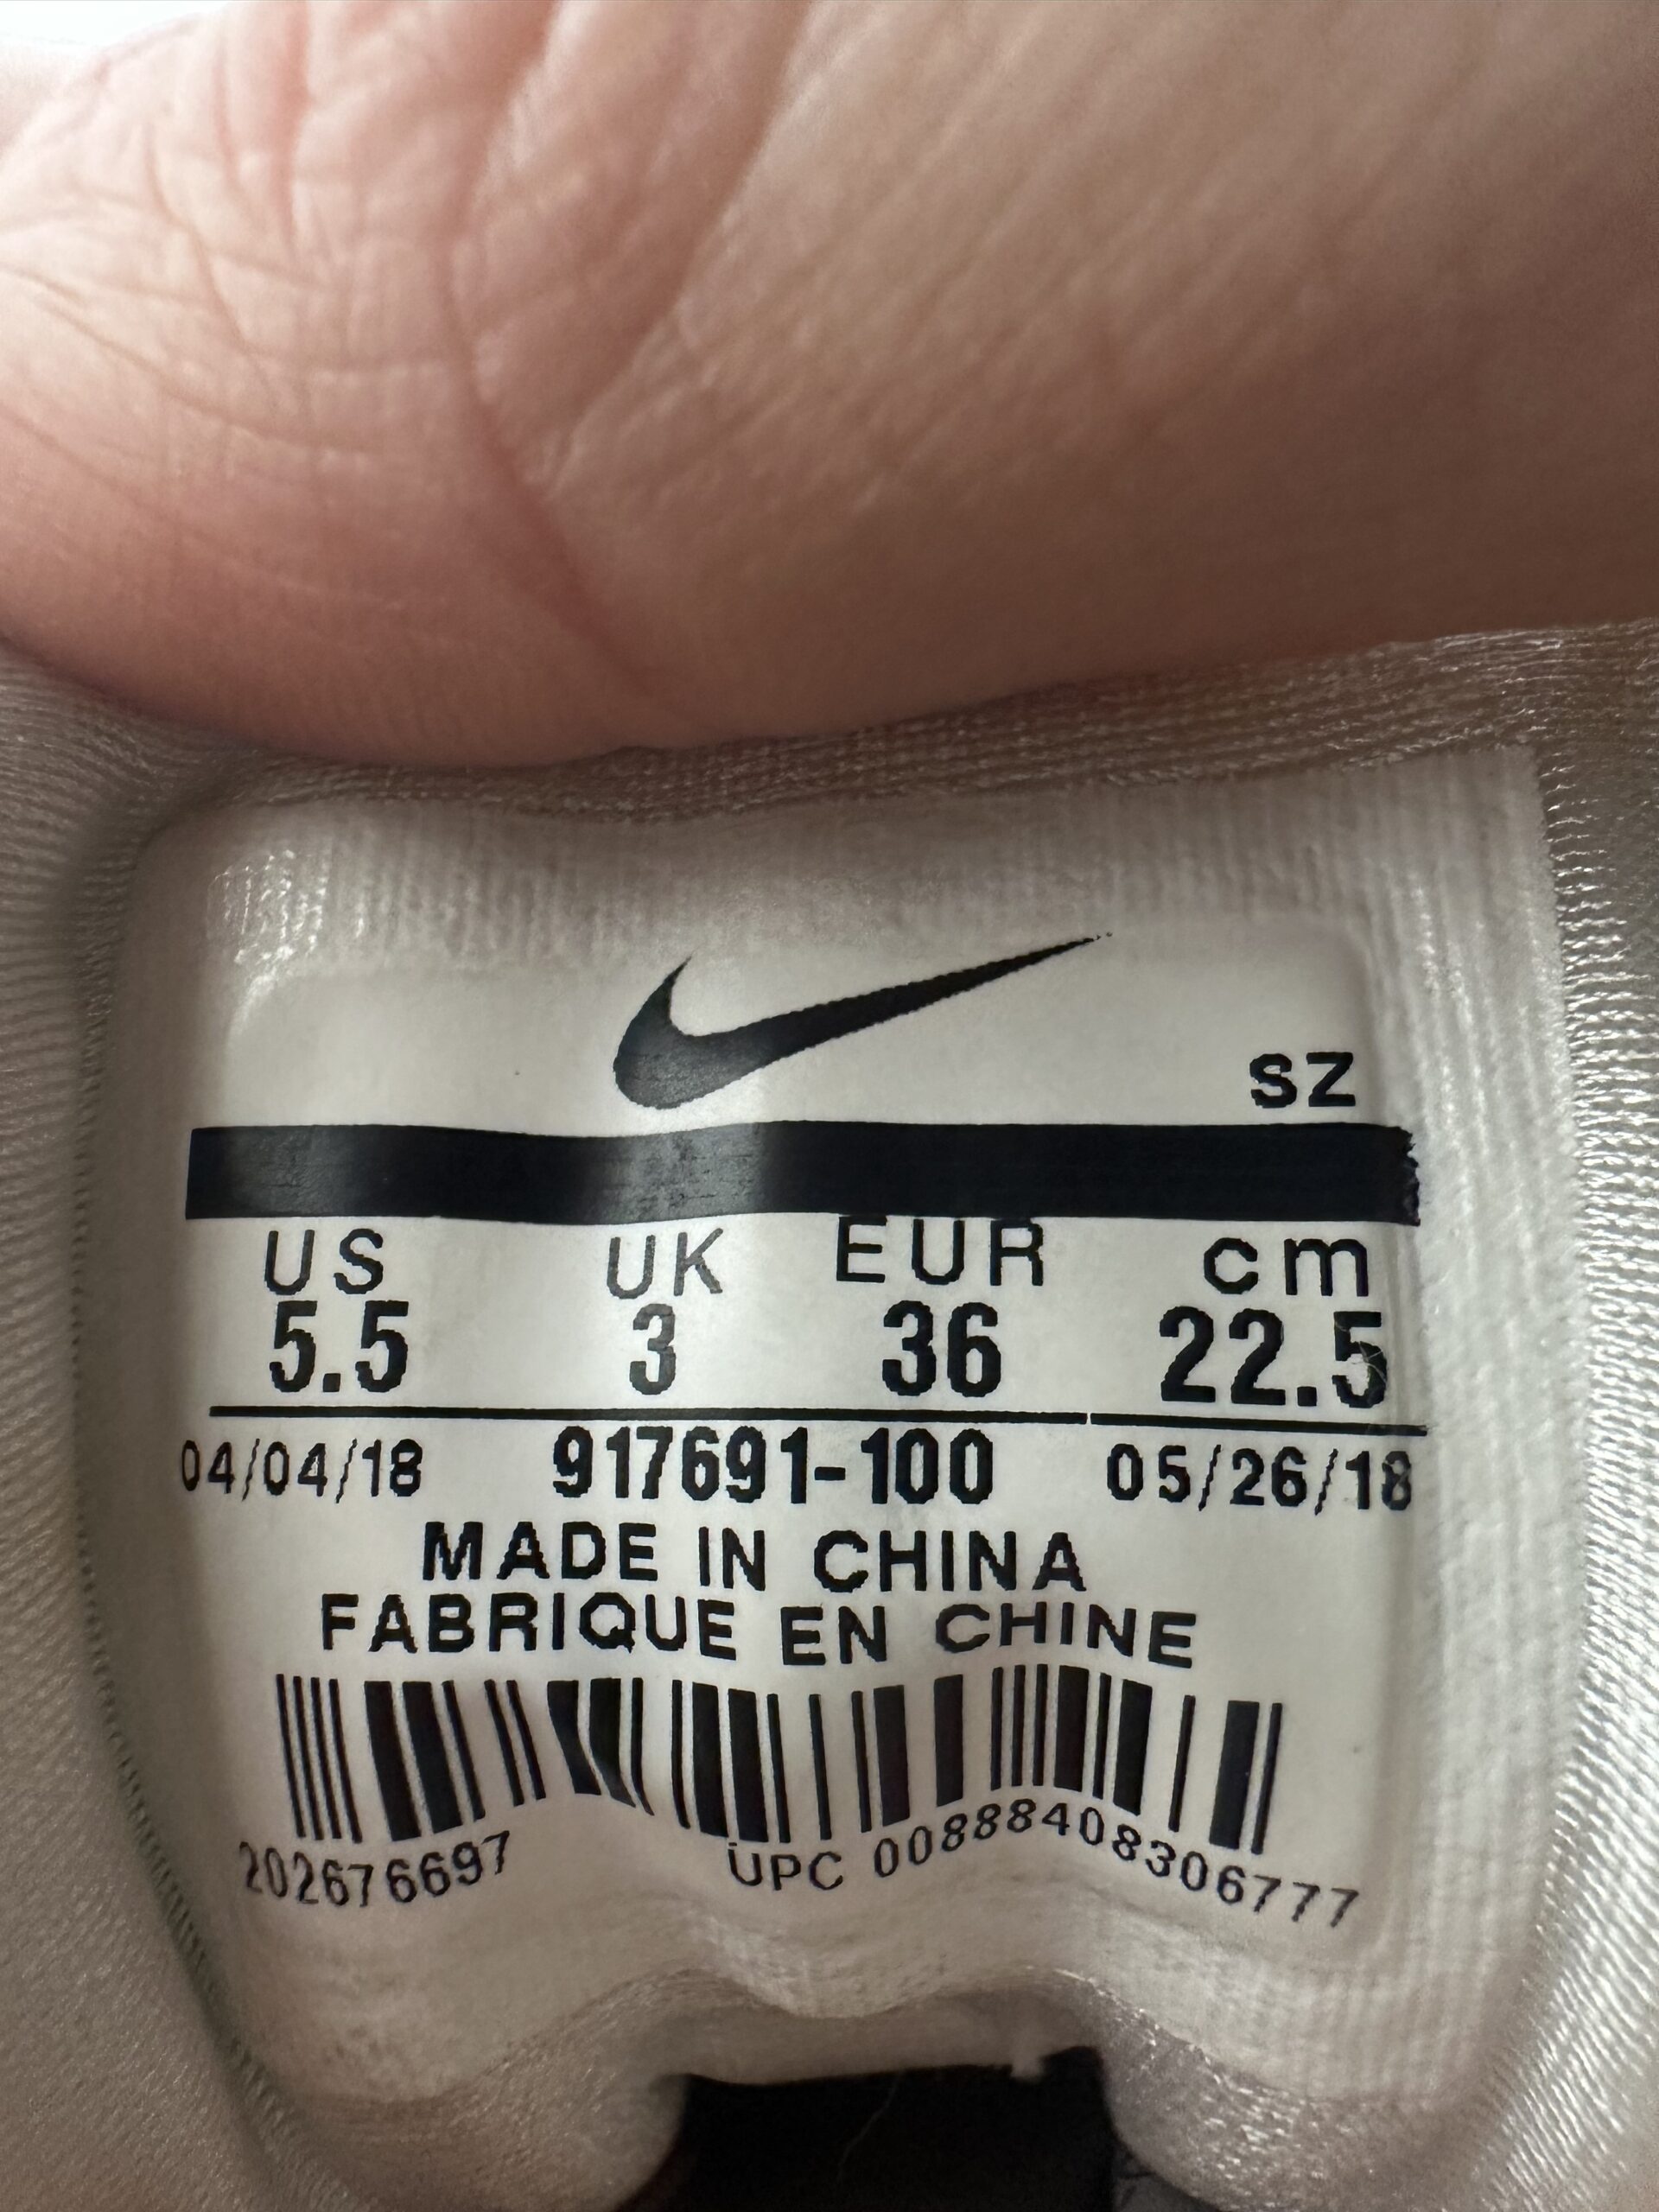 SZ
US UK EUR cm
5.5 3 36 22.5
04/04/18 917691-100 05/26/18
MADE IN CHINA
FABRIQUE EN CHINE
202676697 UPC 00888408306777